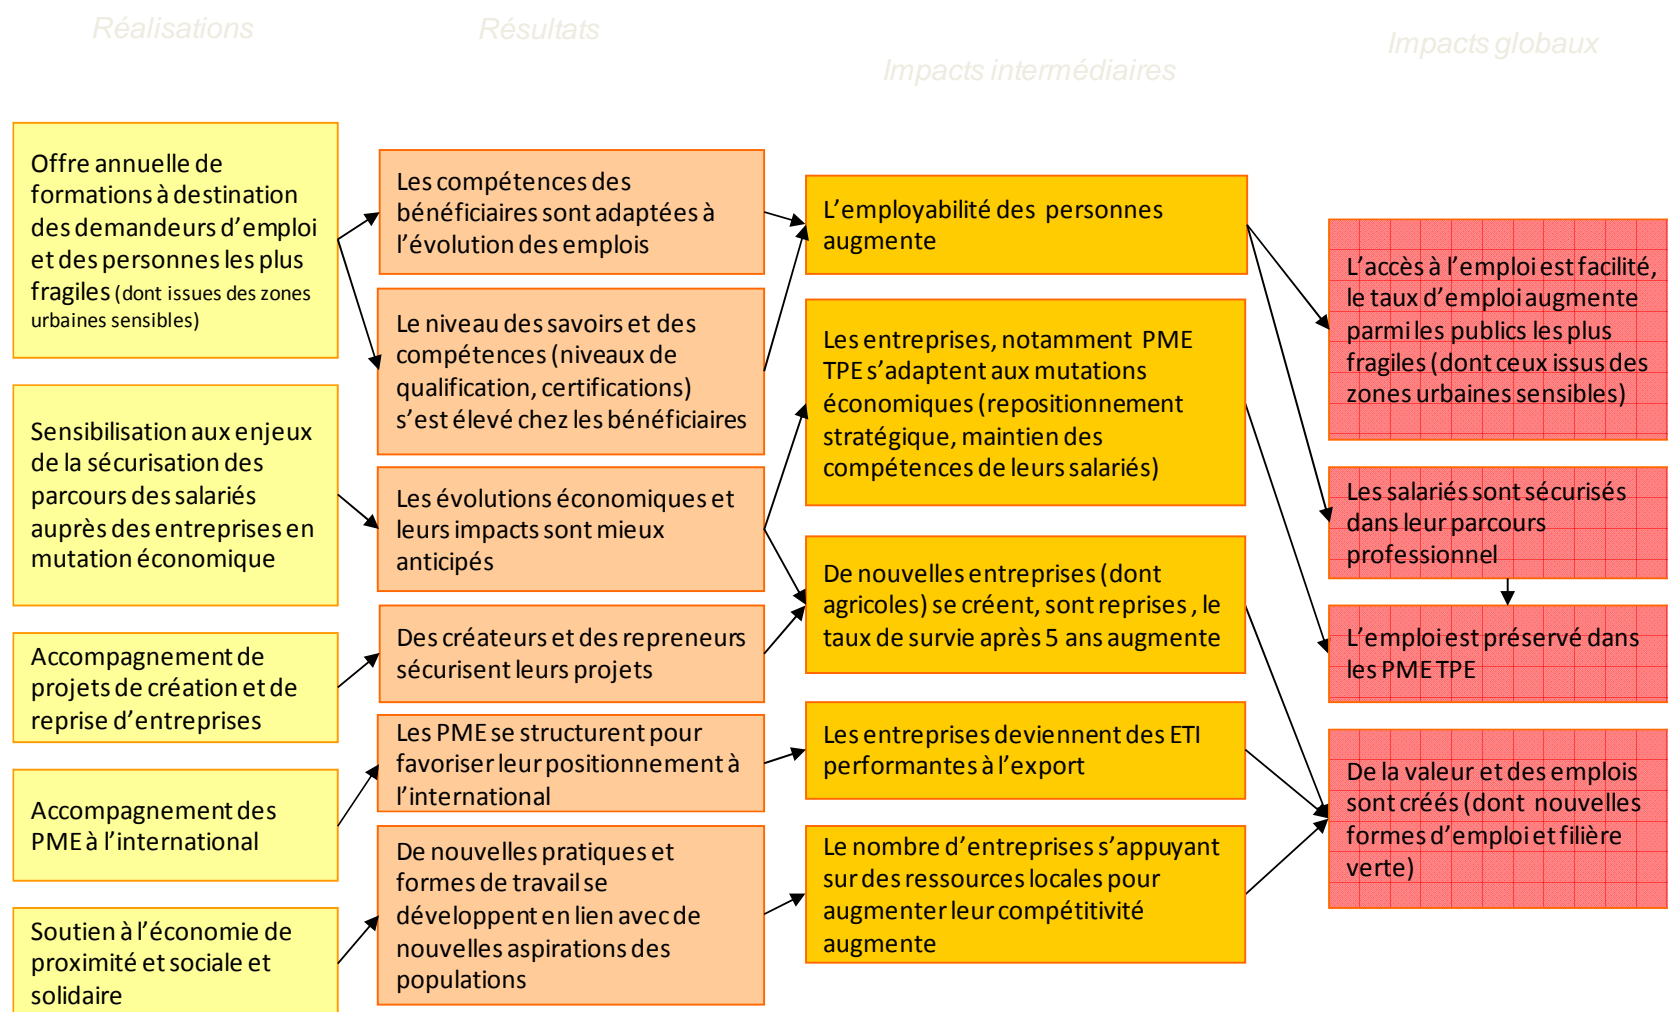 Réalisations
Résultats
Impacts intermédiaires
Impacts globaux
Offre annuelle de
formations à destination
des demandeurs d’emploi
et des personnes les plus
fragiles (dont issues des zones
urbaines sensibles)
Sensibilisation aux enjeux
de la sécurisation des
parcours des salariés
auprès des entreprises en
mutation économique
Accompagnement de
projets de création et de
reprise d’entreprises
Accompagnement des
PME à l’international
Soutien à l’économie de
proximité et sociale et
solidaire
Les compétences des
bénéficiaires sont adaptées à
l’évolution des emplois
Le niveau des savoirs et des
compétences (niveaux de
qualification, certifications)
s’est élevé chez les bénéficiaires
Les évolutions économiques et
leurs impacts sont mieux
anticipés
Des créateurs et des repreneurs
sécurisent leurs projets
Les PME se structurent pour
favoriser leur positionnement à
l’international
De nouvelles pratiques et
formes de travail se
développent en lien avec de
nouvelles aspirations des
populations
L’employabilité des personnes
augmente
Les entreprises, notamment PME
TPE s’adaptent aux mutations
économiques (repositionnement
stratégique, maintien des
compétences de leurs salariés)
De nouvelles entreprises (dont
agricoles) se créent, sont reprises , le
taux de survie après 5 ans augmente
Les entreprises deviennent des ETI
performantes à l’export
Le nombre d’entreprises s’appuyant
sur des ressources locales pour
augmenter leur compétitivité
augmente
L’accès à l’emploi est facilité,
le taux d’emploi augmente
parmi les publics les plus
fragiles (dont ceux issus des
zones urbaines sensibles)
Les salariés sont sécurisés
dans leur parcours
professionnel
L’emploi est préservé dans
les PME TPE
De la valeur et des emplois
sont créés (dont nouvelles
formes d’emploi et filière
verte)